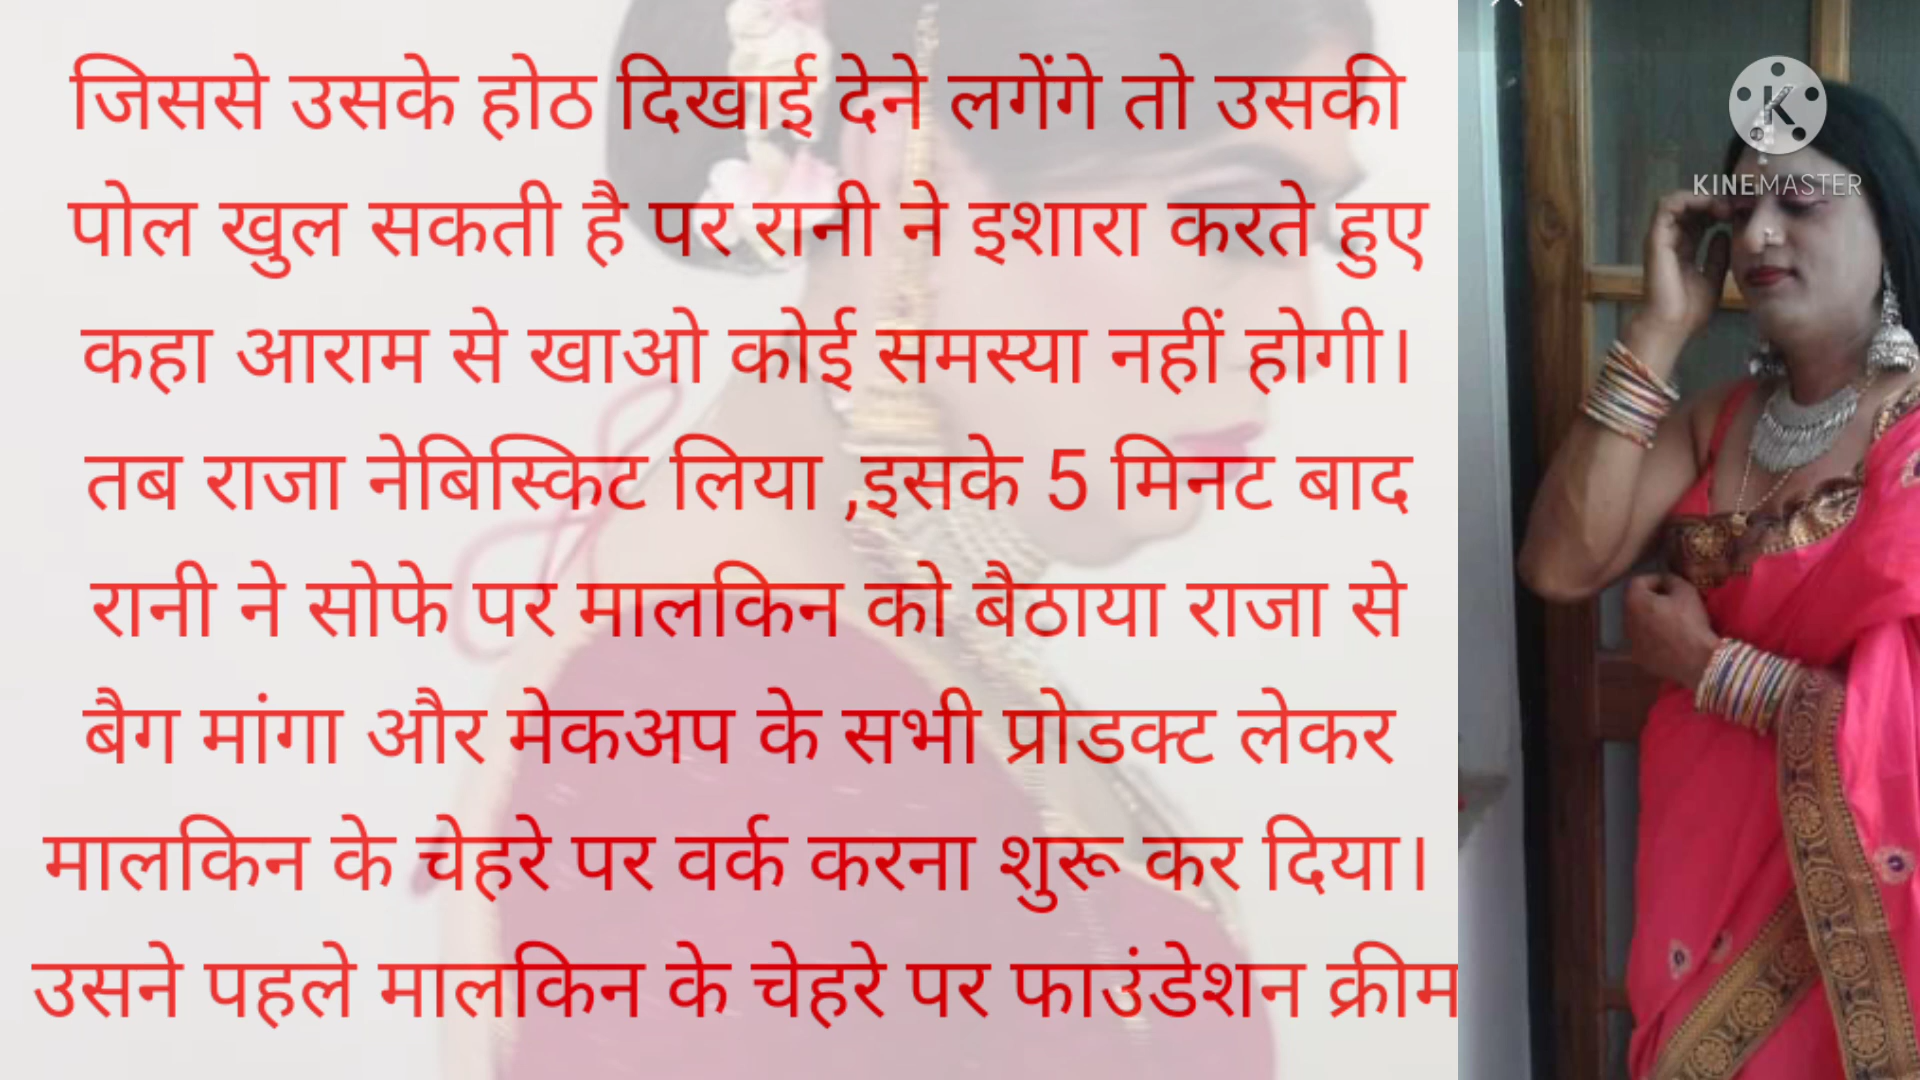 जिससे उसके होठ दिखाई देने लगेंगे तो उसकी
पोल खुल सकती है पर रानी ने इशारा करते हुए
कहा आराम से खाओ कोई समस्या नहीं होगी।
तब राजा नेबिस्किट लिया ,इसके 5 मिनट बाद
रानी ने सोफे पर मालकिन को बैठाया राजा से
बैग मांगा और मेकअप के सभी प्रोडक्ट लेकर
मालकिन के चेहरे पर वर्क करना शुरू कर दिया।
उसने पहले मालकिन के चेहरे पर फाउंडेशन क्रीम
K
KINEMASTER